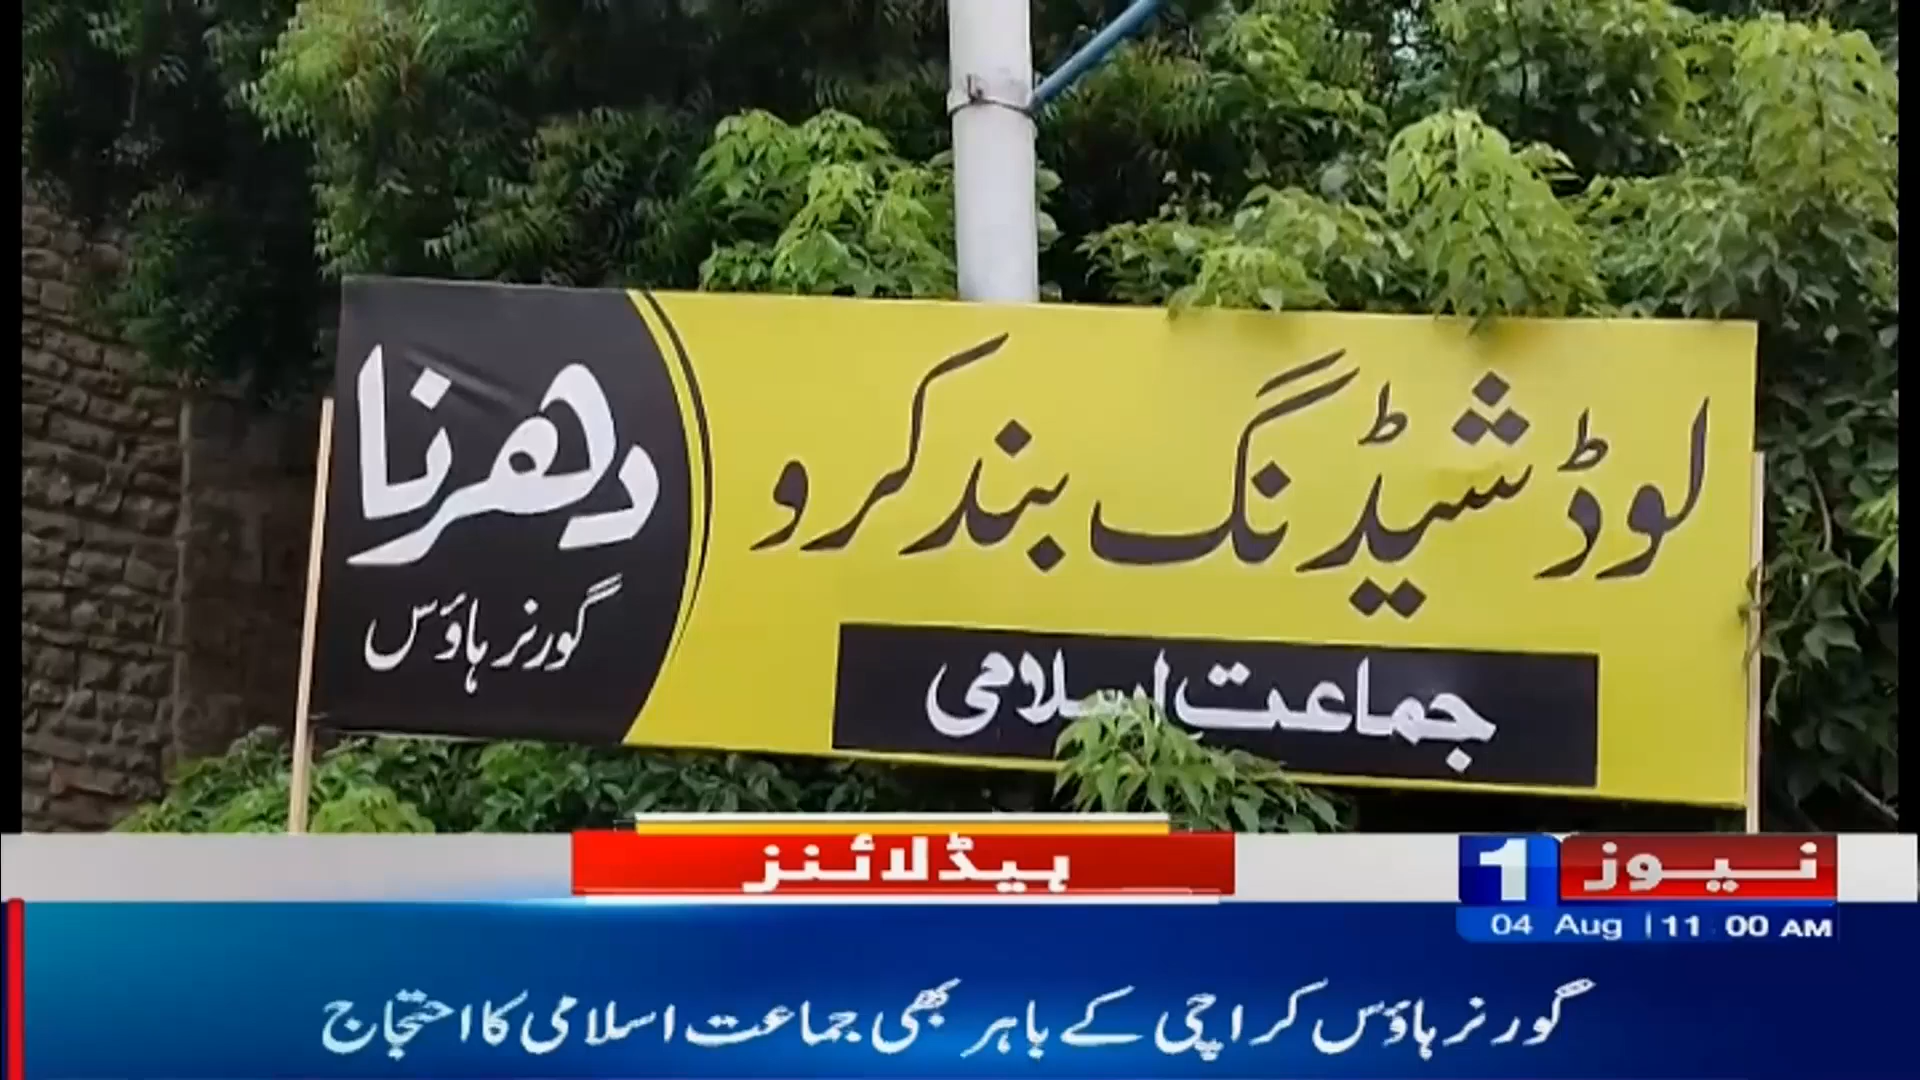 لوڈشیڈنگ بند کرو
جماعت اسلامی
دھرنا
گورنر ہاؤس
ہیڈلائنز
1 نیوز
04 Aug | 11 00 AM
گورنر ہاؤس کراچی کے باہر بھی جماعت اسلامی کا احتجاج